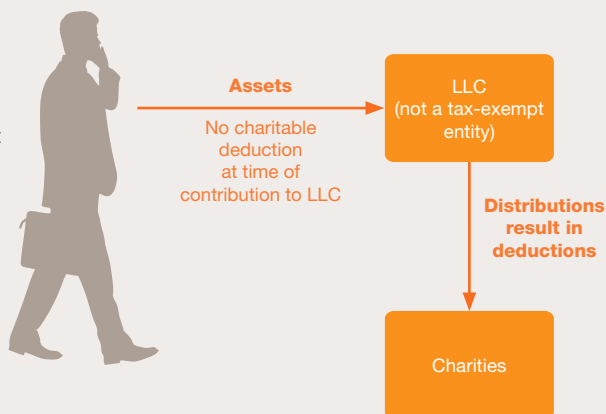 Assets
No charitable
deduction
at time of
contribution to LLC
LLC
(not a tax-exempt
entity)
Distributions
result in
deductions
Charities